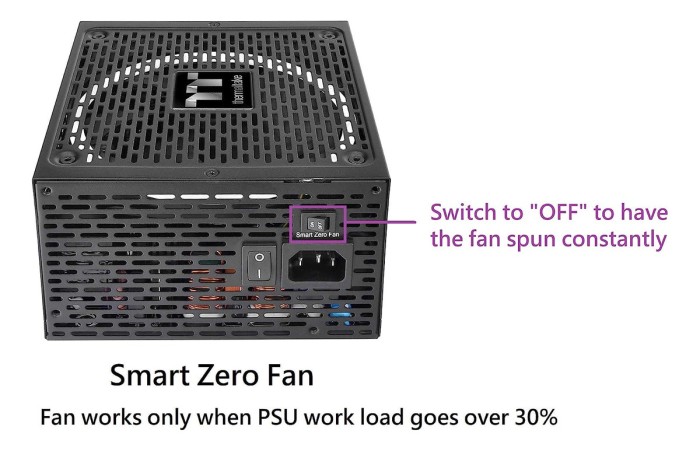 thermaltake
Switch to "OFF" to have
the fan spun constantly
Smart Zero Fan
Smart Zero Fan
Fan works only when PSU work load goes over 30%